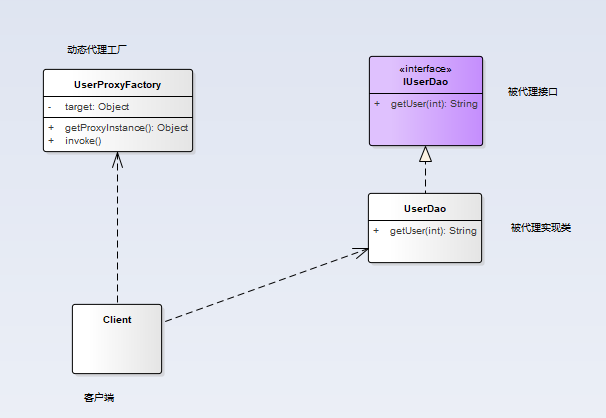 动态代理工厂
UserProxyFactory
- target: Object
+ getProxyInstance(): Object
+ invoke()
«interface»
IUserDao
+ getUser(int): String
被代理接口
UserDao
+ getUser(int): String
被代理实现类
Client
客户端